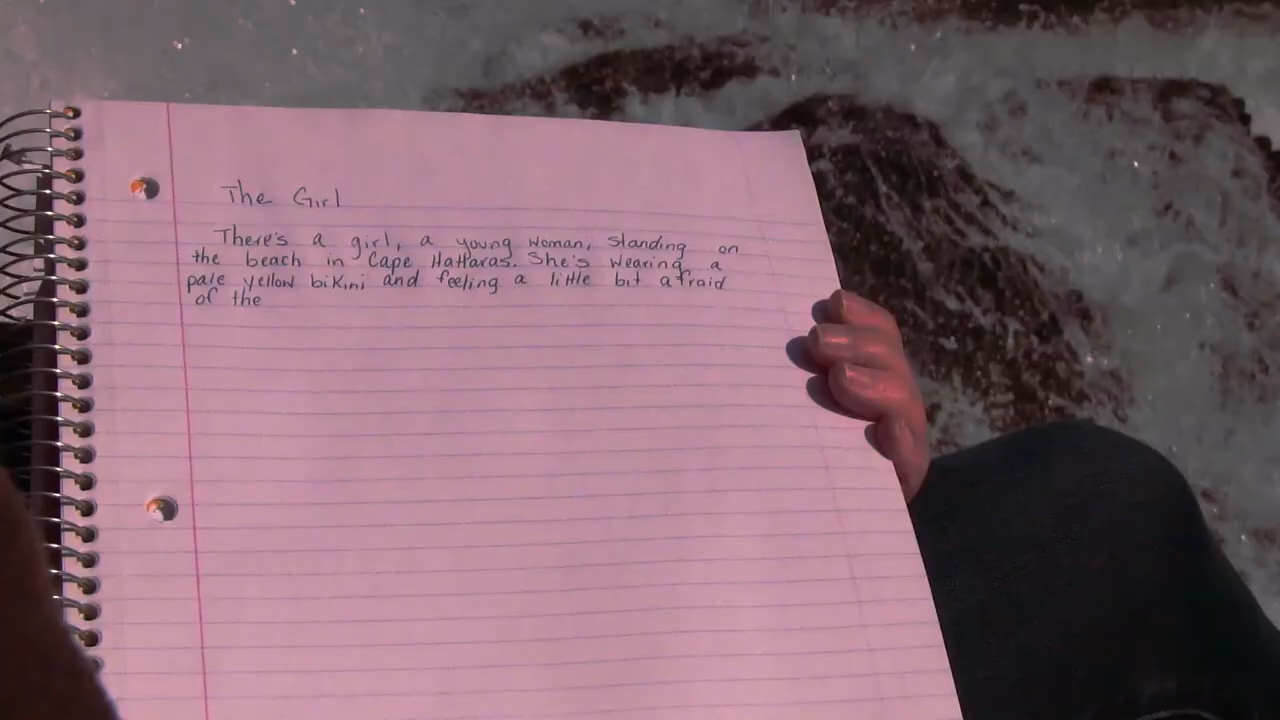 The Girl
There's a girl, a young woman, standing on
the beach in Cape Hattaras. She's wearing a
pale yellow bikini and feeling a little bit afraid
of the